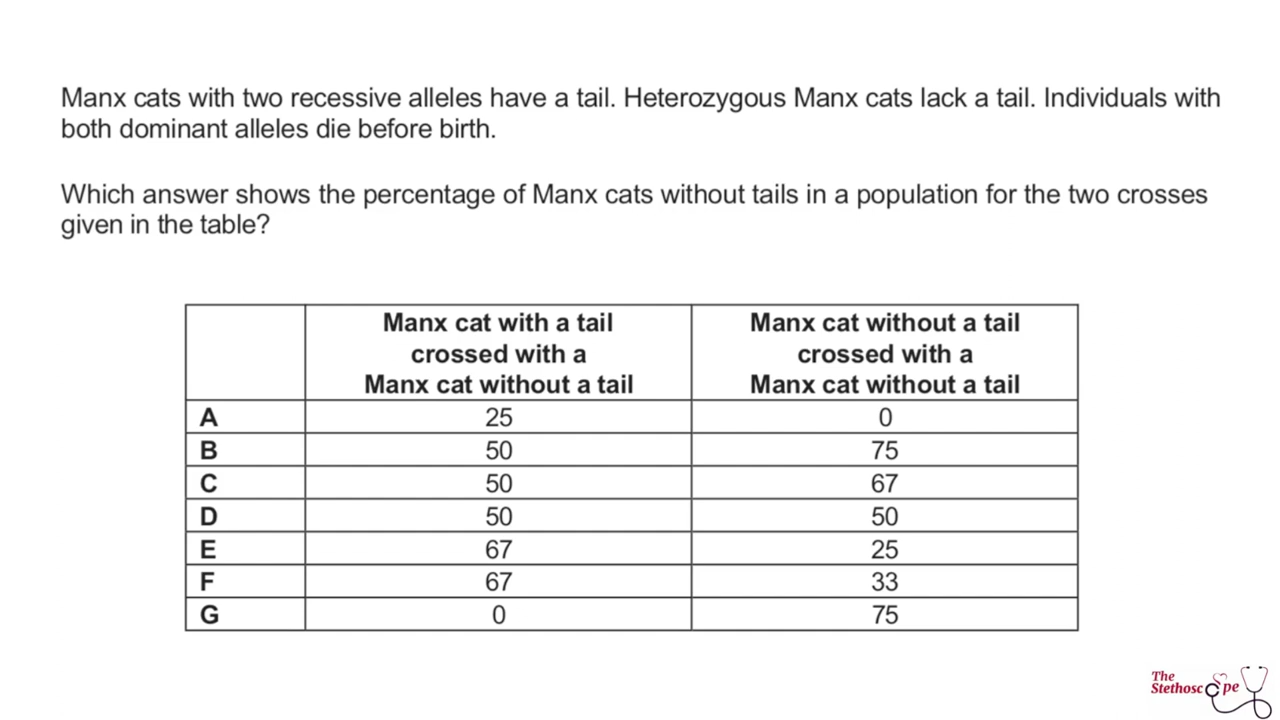 Manx cats with two recessive alleles have a tail. Heterozygous Manx cats lack a tail. Individuals with
both dominant alleles die before birth.
Which answer shows the percentage of Manx cats without tails in a population for the two crosses
given in the table?
Manx cat with a tail
crossed with a
Manx cat without a tail
Manx cat without a tail
crossed with a
Manx cat without a tail
A 25 0
B 50 75
C 50 67
D 50 50
E 67 25
F 67 33
G 0 75
The
Stethoscope